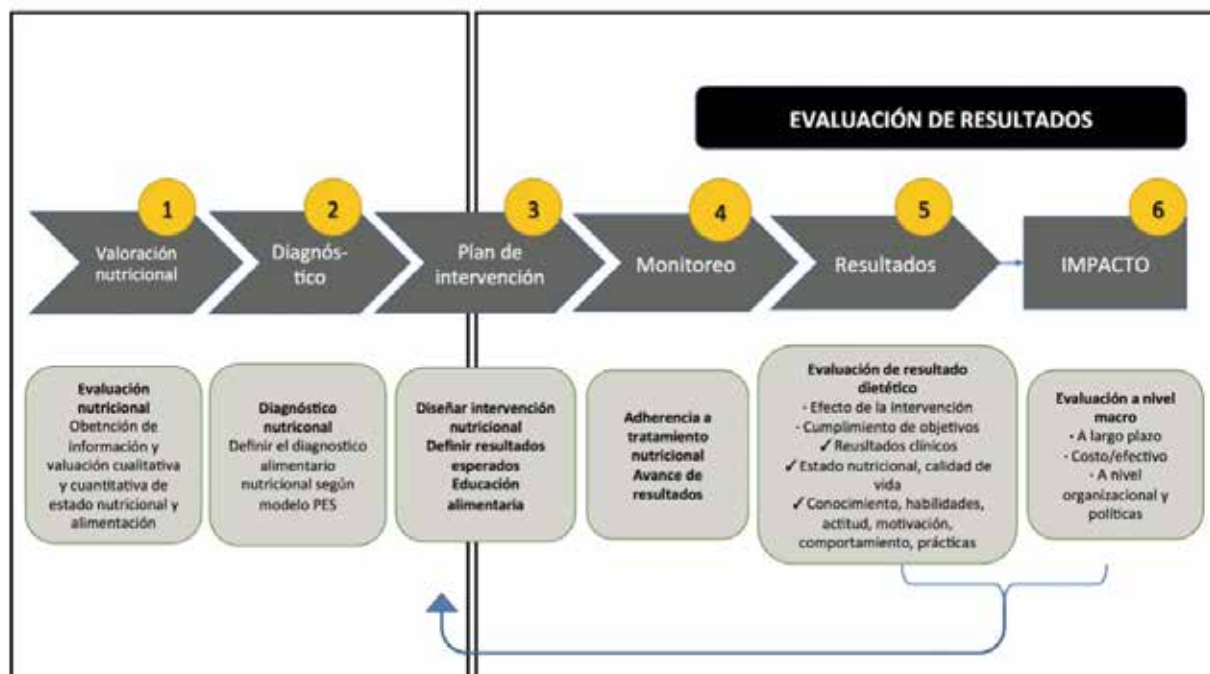 EVALUACIÓN DE RESULTADOS
1
Valoración
nutricional
2
Diagnós-
tico
3
Plan de
intervención
4
Monitoreo
5
Resultados
6
IMPACTO
Evaluación
nutricional
Obetnción de
información y
valuación cualitativa
y cuantitativa de
estado nutricional y
alimentación
Diagnóstico
nutriconal
Definir el diagnostico
alimentario
nutricional según
modelo PES
Diseñar intervención
nutricional
Definir resultados
esperados
Educación
alimentaria
Adherencia a
tratamiento
nutricional
Avance de
resultados
Evaluación de resultado
dietético
- Efecto de la intervención
- Cumplimiento de objetivos
✓ Reusltados clínicos
✓ Estado nutricional, calidad de
vida
✓ Conocimiento, habilidades,
actitud, motivación,
comportamiento, prácticas
Evaluación a nivel
macro
- A largo plazo
- Costo/efectivo
- A nivel
organizacional y
políticas